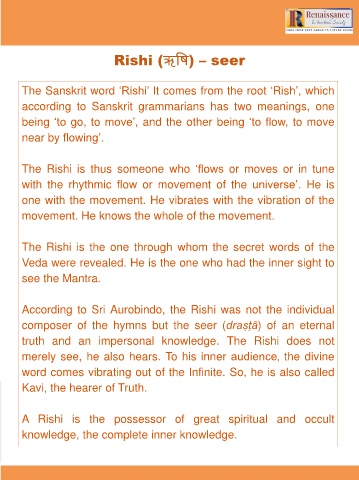 Renaissance
Rishi (ऋषि) – seer
The Sanskrit word ‘Rishi’ It comes from the root ‘Rish’, which
according to Sanskrit grammarians has two meanings, one
being ‘to go, to move’, and the other being ‘to flow, to move
near by flowing’.
The Rishi is thus someone who ‘flows or moves or in tune
with the rhythmic flow or movement of the universe’. He is
one with the movement. He vibrates with the vibration of the
movement. He knows the whole of the movement.
The Rishi is the one through whom the secret words of the
Veda were revealed. He is the one who had the inner sight to
see the Mantra.
According to Sri Aurobindo, the Rishi was not the individual
composer of the hymns but the seer (draṣṭā) of an eternal
truth and an impersonal knowledge. The Rishi does not
merely see, he also hears. To his inner audience, the divine
word comes vibrating out of the Infinite. So, he is also called
Kavi, the hearer of Truth.
A Rishi is the possessor of great spiritual and occult
knowledge, the complete inner knowledge.